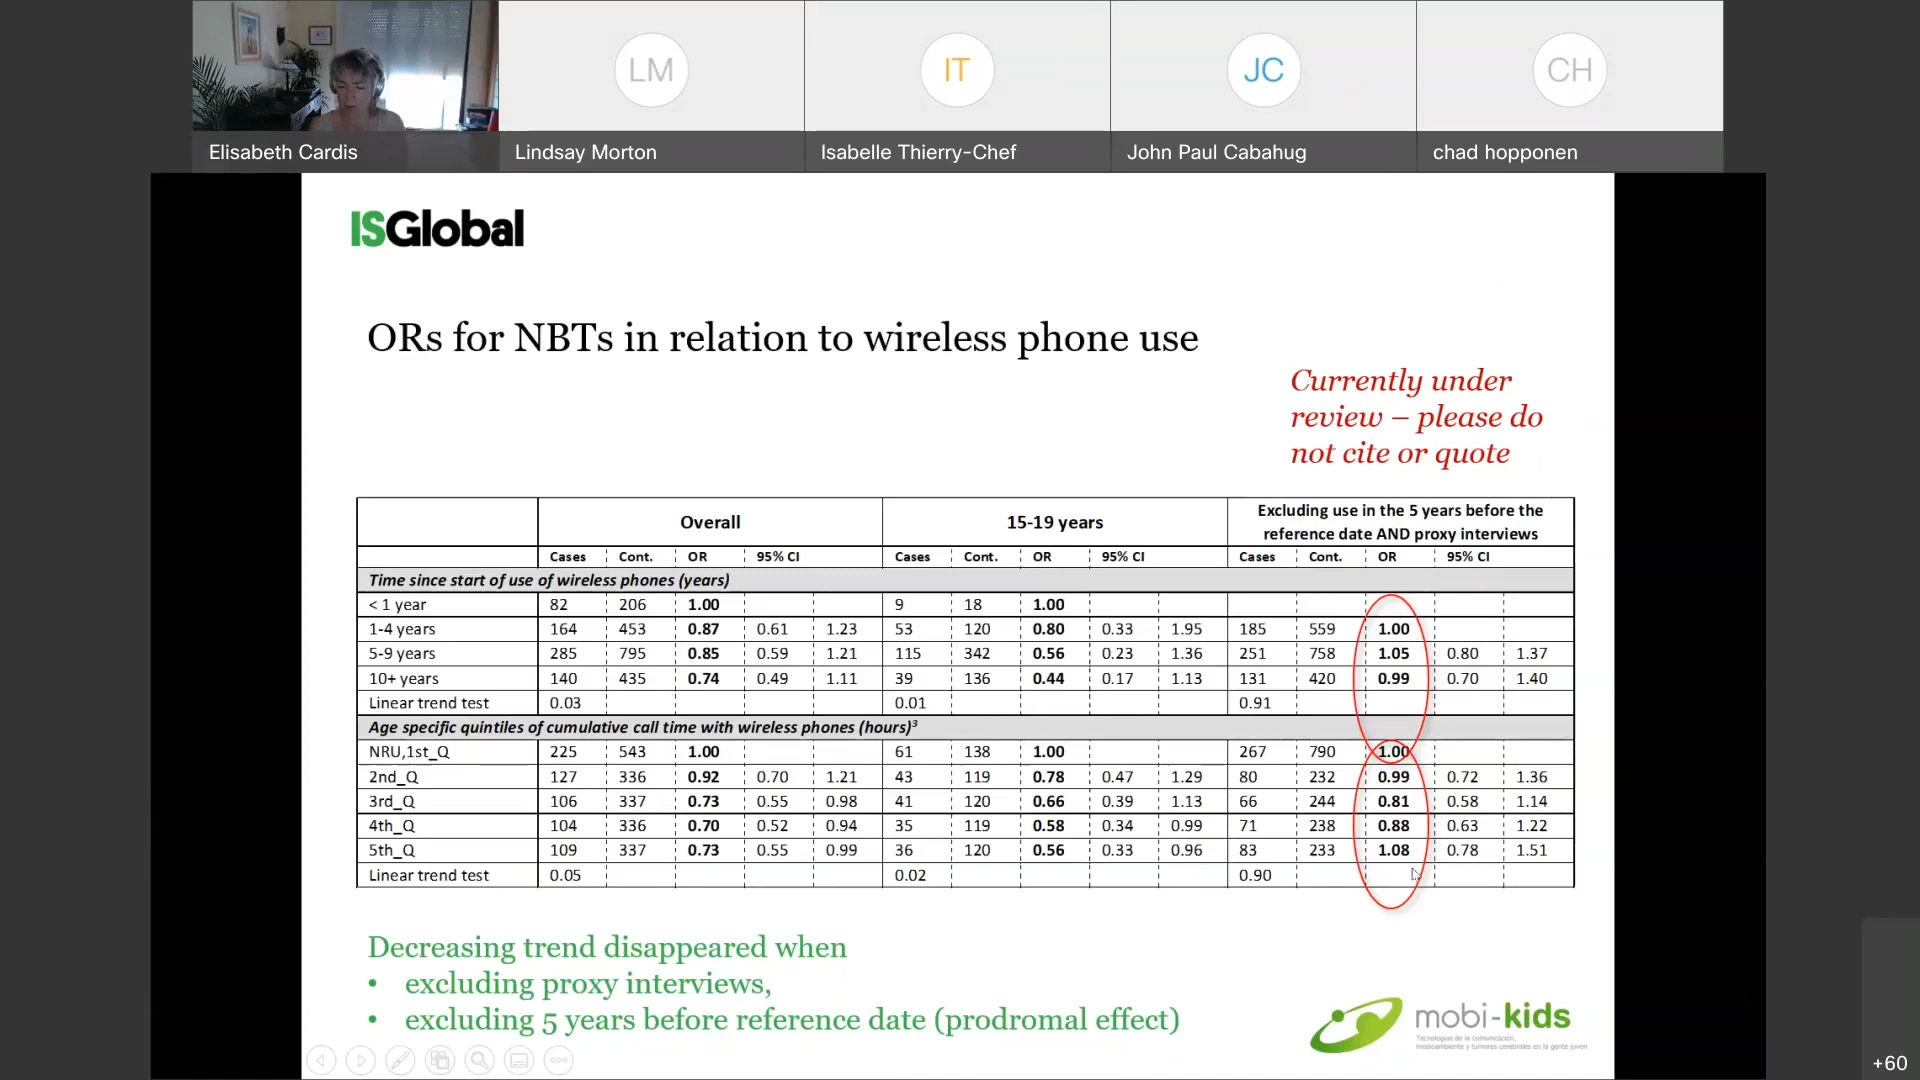 LM
IT
JC
CH
Elisabeth Cardis
Lindsay Morton
Isabelle Thierry-Chef
John Paul Cabahug
chad hopponen
ISGlobal
ORs for NBTs in relation to wireless phone use
Currently under
review – please do
not cite or quote
Overall 15-19 years Excluding use in the 5 years before the
reference date AND proxy interviews
Cases Cont. OR 95% CI Cases Cont. OR 95% CI Cases Cont. OR 95% CI
Time since start of use of wireless phones (years)
< 1 year 82 206 1.00 9 18 1.00
1-4 years 164 453 0.87 0.61 1.23 53 120 0.80 0.33 1.95 185 559 1.00
5-9 years 285 795 0.85 0.59 1.21 115 342 0.56 0.23 1.36 251 758 1.05 0.80 1.37
10+ years 140 435 0.74 0.49 1.11 39 136 0.44 0.17 1.13 131 420 0.99 0.70 1.40
Linear trend test 0.03 0.01 0.91
Age specific quintiles of cumulative call time with wireless phones (hours)³
NRU,1st_Q 225 543 1.00 61 138 1.00 267 790 1.00
2nd_Q 127 336 0.92 0.70 1.21 43 119 0.78 0.47 1.29 80 232 0.99 0.72 1.36
3rd_Q 106 337 0.73 0.55 0.98 41 120 0.66 0.39 1.13 66 244 0.81 0.58 1.14
4th_Q 104 336 0.70 0.52 0.94 35 119 0.58 0.34 0.99 71 238 0.88 0.63 1.22
5th_Q 109 337 0.73 0.55 0.99 36 120 0.56 0.33 0.96 83 233 1.08 0.78 1.51
Linear trend test 0.05 0.02 0.90
Decreasing trend disappeared when
• excluding proxy interviews,
• excluding 5 years before reference date (prodromal effect)
mobi-kids
Tecnologías de la comunicación,
medioambiente y tumores cerebrales en la gente joven
+60